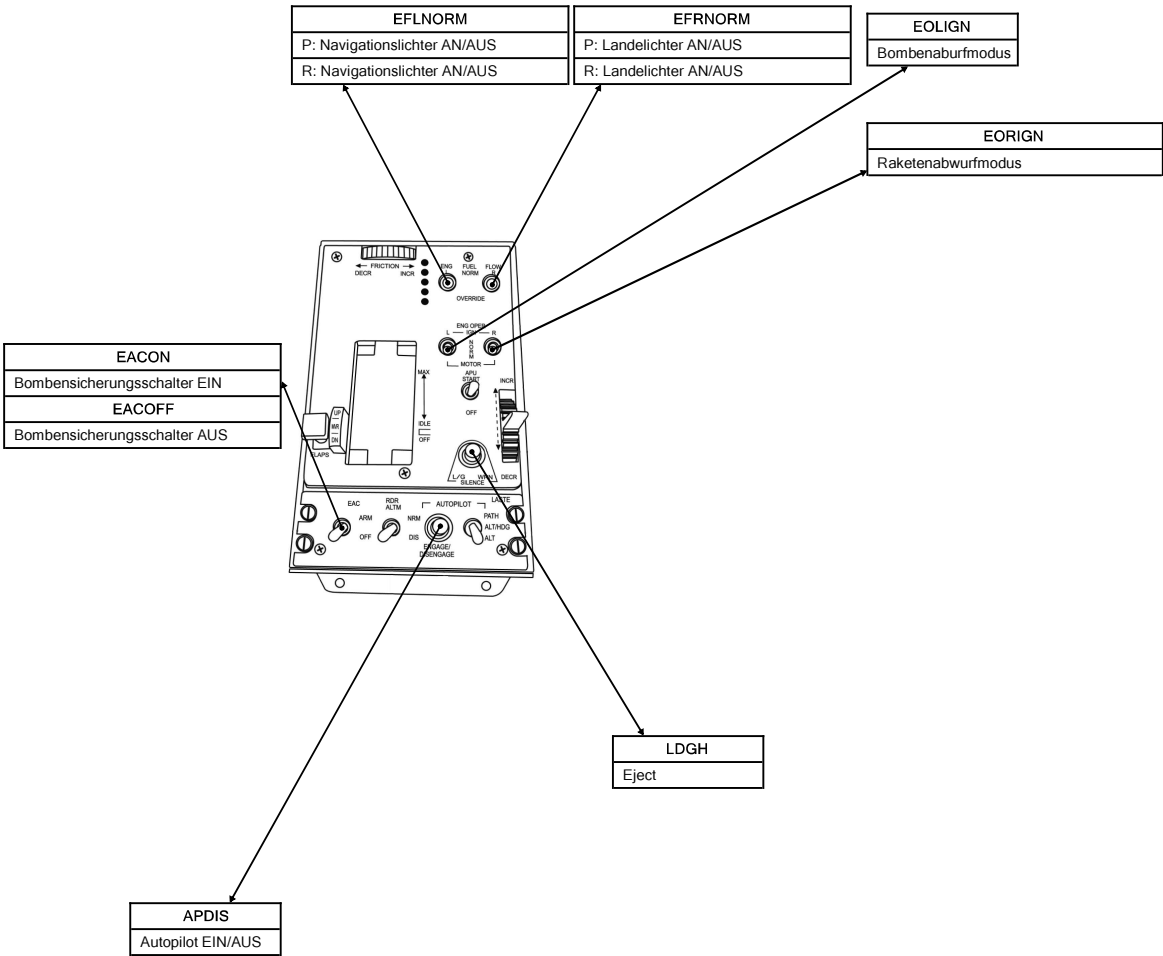 EFLNORM
P: Navigationslichter AN/AUS
R: Navigationslichter AN/AUS
EFRNORM
P: Landelichter AN/AUS
R: Landelichter AN/AUS
EOLIGN
Bombenaburfmodus
EORIGN
Raketenabwurfmodus
FRICTION
DECR INCR
ENG FUEL FLOW
L NORM R
OVERRIDE
ENG OPER
L IGN R
NORM
MOTOR
APU
START
OFF
INCR
DECR
MAX
IDLE
OFF
UP
MVR
DN
FLAPS
L/G WRN
SILENCE
EACON
Bombensicherungsschalter EIN
EACOFF
Bombensicherungsschalter AUS
EAC
ARM
OFF
RDR
ALTM
NRM
DIS
AUTOPILOT
ENGAGE/
DISENGAGE
LASTE
PATH
ALT/HDG
ALT
LDGH
Eject
APDIS
Autopilot EIN/AUS